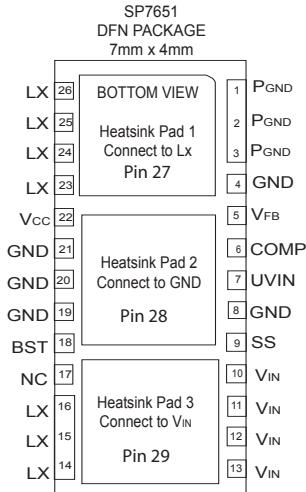 SP7651
DFN PACKAGE
7mm x 4mm
BOTTOM VIEW
Heatsink Pad 1
Connect to Lx
Pin 27
Heatsink Pad 2
Connect to GND
Pin 28
Heatsink Pad 3
Connect to VIN
Pin 29
LX 26
LX 25
LX 24
LX 23
VCC 22
GND 21
GND 20
GND 19
BST 18
NC 17
LX 16
LX 15
LX 14
1 PGND
2 PGND
3 PGND
4 GND
5 VFB
6 COMP
7 UVIN
8 GND
9 SS
10 VIN
11 VIN
12 VIN
13 VIN